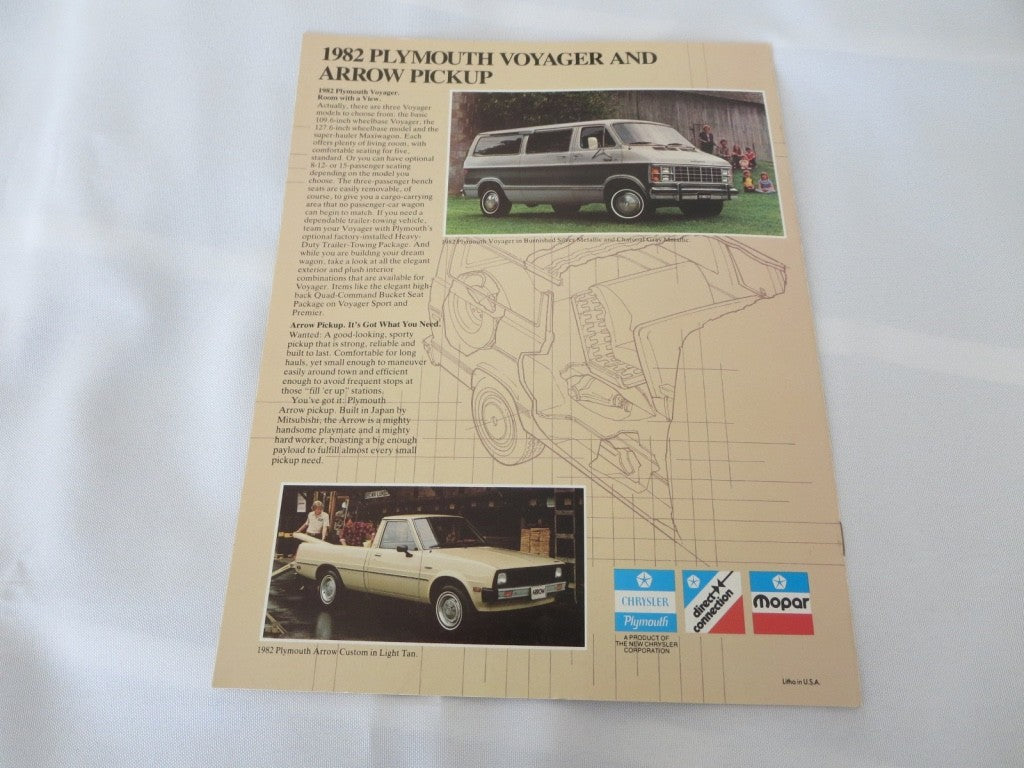 1982 PLYMOUTH VOYAGER AND
ARROW PICKUP
1982 Plymouth Voyager.
Room with a View.
Actually, there are three Voyager
models to choose from: the basic
109.6-inch wheelbase Voyager, the
127.6-inch wheelbase model and the
super-hauler Maxiwagon. Each
offers plenty of living room, with
comfortable seating for five,
standard. Or you can have optional
8-12- or 15-passenger seating
depending on the model you
choose. The three-passenger bench
seats are easily removable, of
course, to give you a cargo-carrying
area that no passenger-car wagon
can begin to match. If you need a
dependable trailer-towing vehicle,
team your Voyager with Plymouth's
optional factory-installed Heavy-
Duty Trailer-Towing Package. And
while you are building your dream
wagon, take a look at all the elegant
exterior and plush interior
combinations that are available for
Voyager. Items like the elegant high-
back Quad-Command Bucket Seat
Package on Voyager Sport and
Premier.
1982 Plymouth Voyager in Burnished Silver Metallic and Charcoal Gray Metallic.
Arrow Pickup. It's Got What You Need.
Wanted: A good-looking, sporty
pickup that is strong, reliable and
built to last. Comfortable for long
hauls, yet small enough to maneuver
easily around town and efficient
enough to avoid frequent stops at
those "fill 'er up" stations.
You've got it: Plymouth
Arrow pickup. Built in Japan by
Mitsubishi; the Arrow is a mighty
handsome playmate and a mighty
hard worker, boasting a big enough
payload to fulfill almost every small
pickup need.
ARROW
1982 Plymouth Arrow Custom in Light Tan.
CHRYSLER
Plymouth
A PRODUCT OF
THE NEW CHRYSLER
CORPORATION
direct
connection
Mopar
Litho in U.S.A.